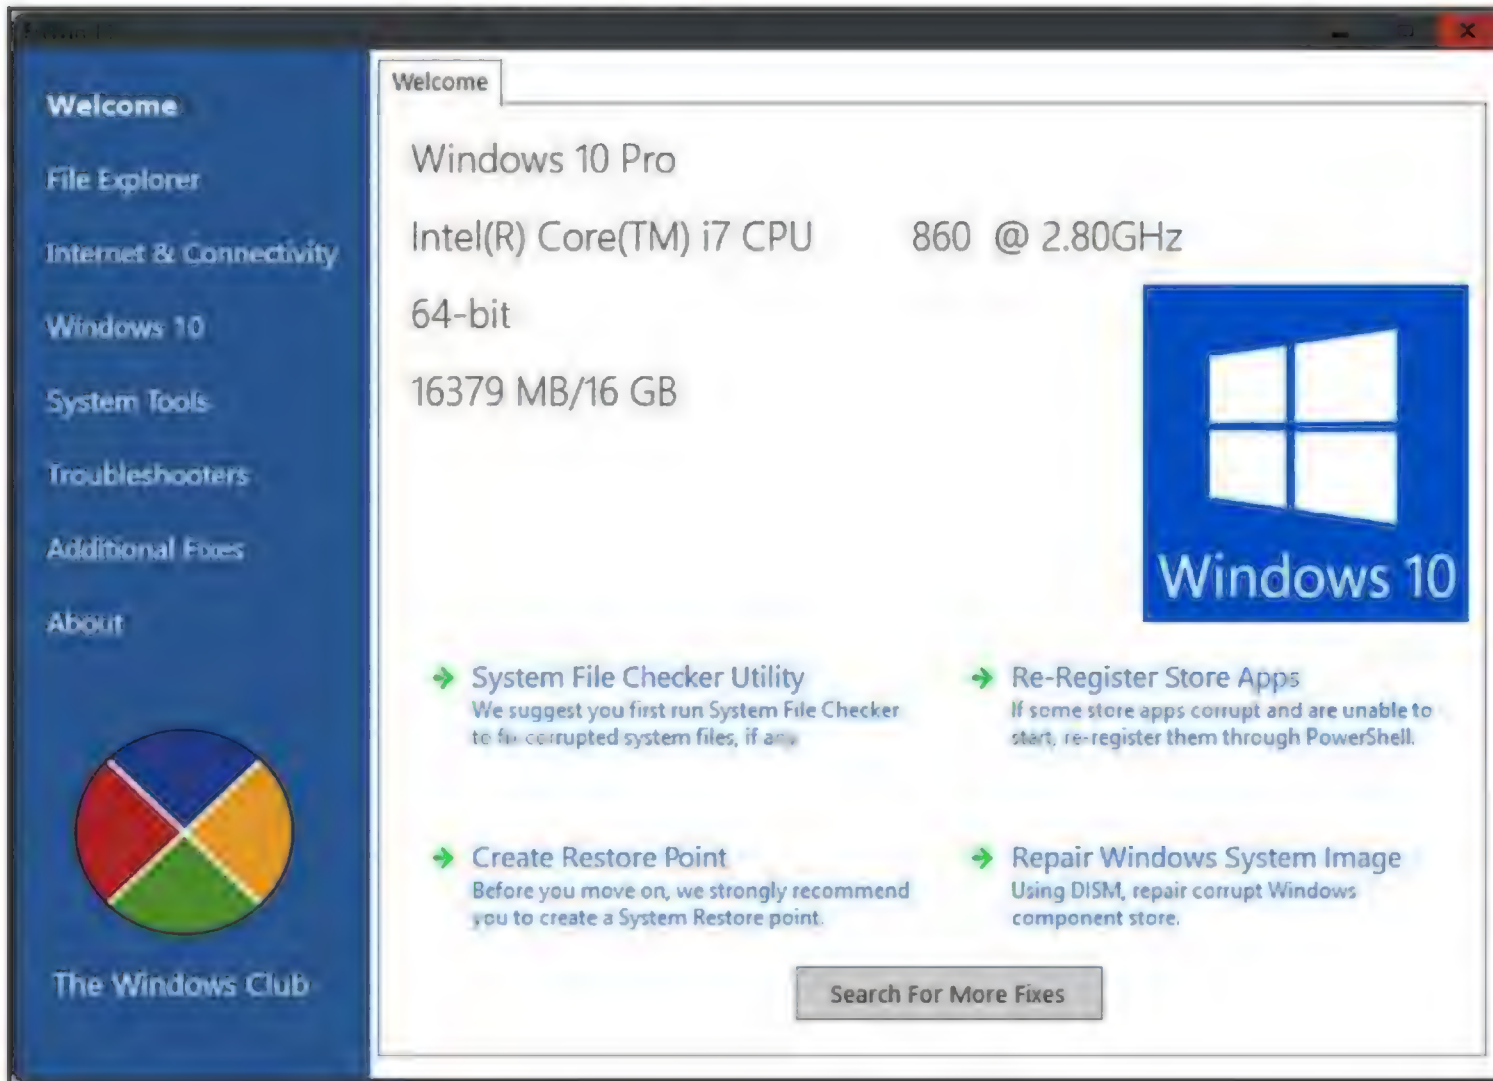 Welcome
File Explorer
Internet & Connectivity
Windows 10
System Tools
Troubleshooters
Additional Fixes
About
The Windows Club
Welcome
Windows 10 Pro
Intel(R) Core(TM) i7 CPU 860 @ 2.80GHz
64-bit
16379 MB/16 GB
Windows 10
System File Checker Utility
We suggest you first run System File Checker
to fix corrupted system files, if any.
Re-Register Store Apps
If some store apps corrupt and are unable to
start, re-register them through PowerShell.
Create Restore Point
Before you move on, we strongly recommend
you to create a System Restore point.
Repair Windows System Image
Using DISM, repair corrupt Windows
component store.
Search For More Fixes